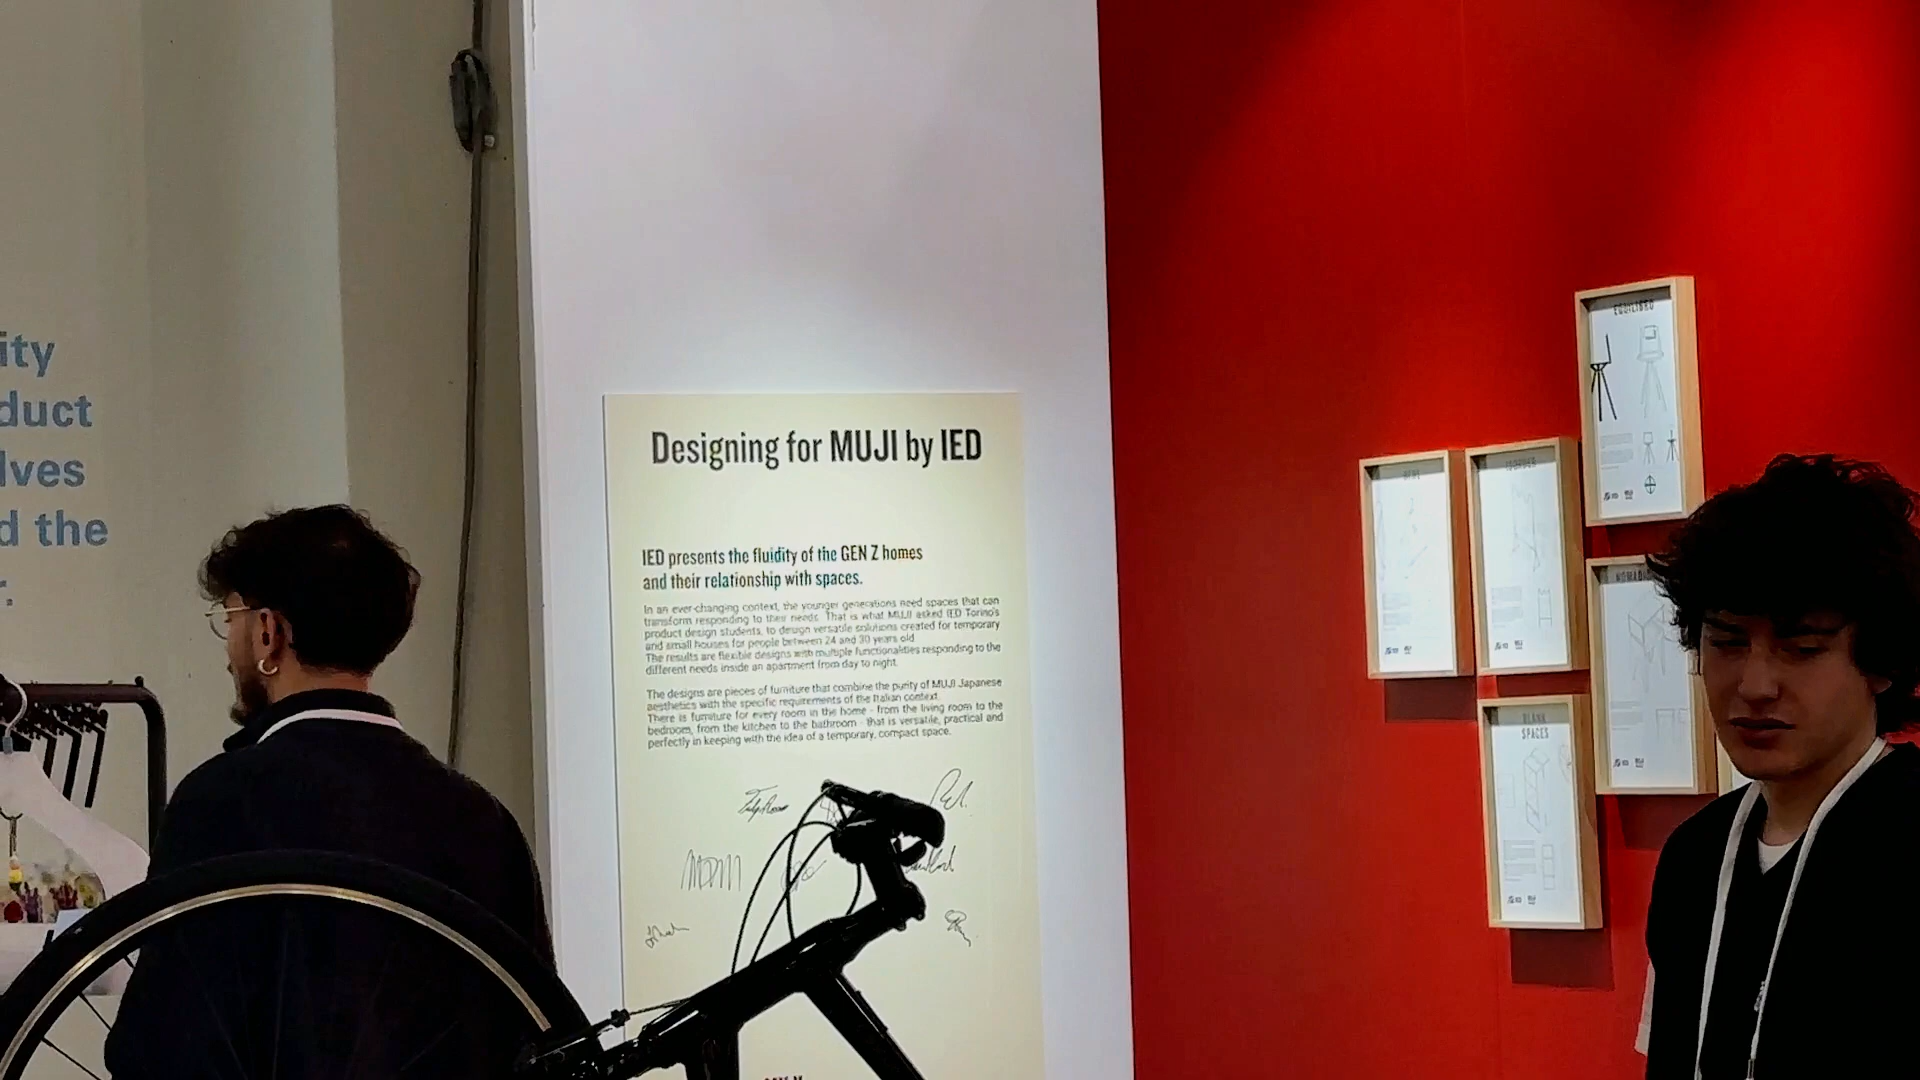 ity
duct
lves
d the
r.
Designing for MUJI by IED
IED presents the fluidity of the GEN Z homes
and their relationship with spaces.
In an ever-changing context, the younger generations need spaces that can
transform responding to their needs. That is what MUJI asked IED Torino's
product design students, to design versatile solutions created for temporary
and small houses for people between 24 and 30 years old.
The results are flexible designs with multiple functionalities responding to the
different needs inside an apartment from day to night.
The designs are pieces of furniture that combine the purity of MUJI Japanese
aesthetics with the specific requirements of the Italian context.
There is furniture for every room in the home - from the living room to the
bedroom, from the kitchen to the bathroom - that is versatile, practical and
perfectly in keeping with the idea of a temporary, compact space.
EQUILIBRO
BLANK
SPACES